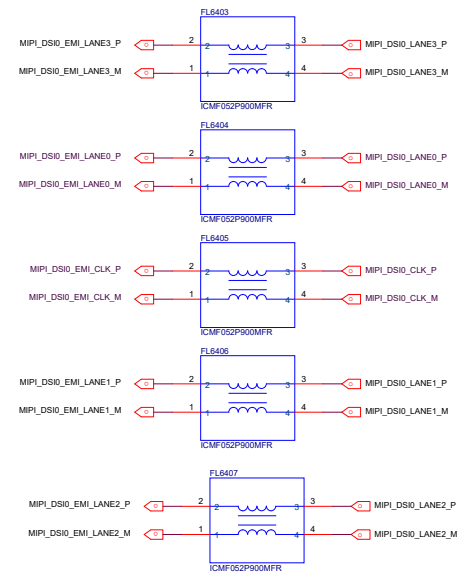 FL6403
MIPI_DSI0_EMI_LANE3_P 2 2 3 3 MIPI_DSI0_LANE3_P
MIPI_DSI0_EMI_LANE3_M 1 1 4 4 MIPI_DSI0_LANE3_M
ICMF052P900MFR
FL6404
MIPI_DSI0_EMI_LANE0_P 2 2 3 3 MIPI_DSI0_LANE0_P
MIPI_DSI0_EMI_LANE0_M 1 1 4 4 MIPI_DSI0_LANE0_M
ICMF052P900MFR
FL6405
MIPI_DSI0_EMI_CLK_P 2 2 3 3 MIPI_DSI0_CLK_P
MIPI_DSI0_EMI_CLK_M 1 1 4 4 MIPI_DSI0_CLK_M
ICMF052P900MFR
FL6406
MIPI_DSI0_EMI_LANE1_P 2 2 3 3 MIPI_DSI0_LANE1_P
MIPI_DSI0_EMI_LANE1_M 1 1 4 4 MIPI_DSI0_LANE1_M
ICMF052P900MFR
FL6407
MIPI_DSI0_EMI_LANE2_P 2 2 3 3 MIPI_DSI0_LANE2_P
MIPI_DSI0_EMI_LANE2_M 1 1 4 4 MIPI_DSI0_LANE2_M
ICMF052P900MFR